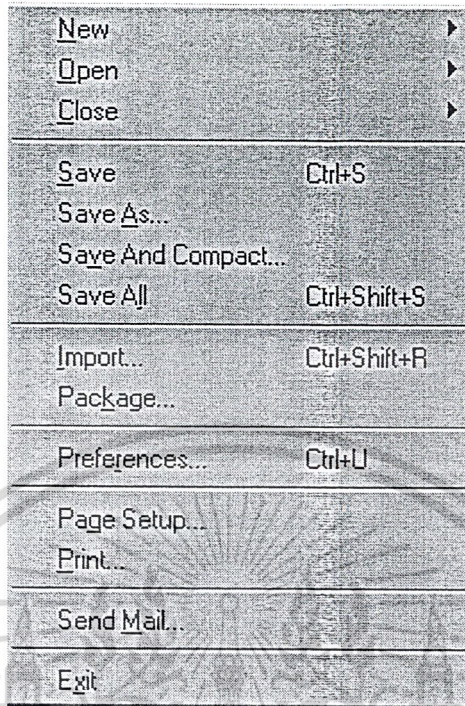 New
Open
Close
Save Ctrl+S
Save As...
Save And Compact...
Save All Ctrl+Shift+S
Import... Ctrl+Shift+R
Package...
Preferences... Ctrl+U
Page Setup...
Print...
Send Mail...
Exit